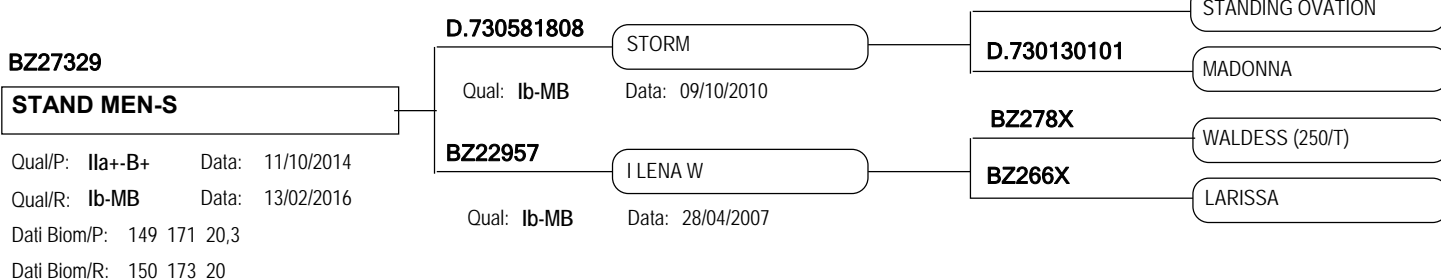 STANDING OVATION
D.730581808
STORM
D.730130101
MADONNA
BZ27329
STAND MEN-S
Qual: Ib-MB Data: 09/10/2010
BZ278X
WALDESS (250/T)
BZ22957
I LENA W
BZ266X
LARISSA
Qual/P: IIa+-B+ Data: 11/10/2014
Qual/R: Ib-MB Data: 13/02/2016
Qual: Ib-MB Data: 28/04/2007
Dati Biom/P: 149 171 20,3
Dati Biom/R: 150 173 20